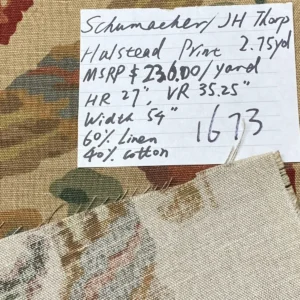 Schumacher/ JH Thorp
Halstead Print 2.75yd
MSRP $236.00/yard
HR 27", VR 35.25"
Width 54"
60% Linen
40% cotton
1673